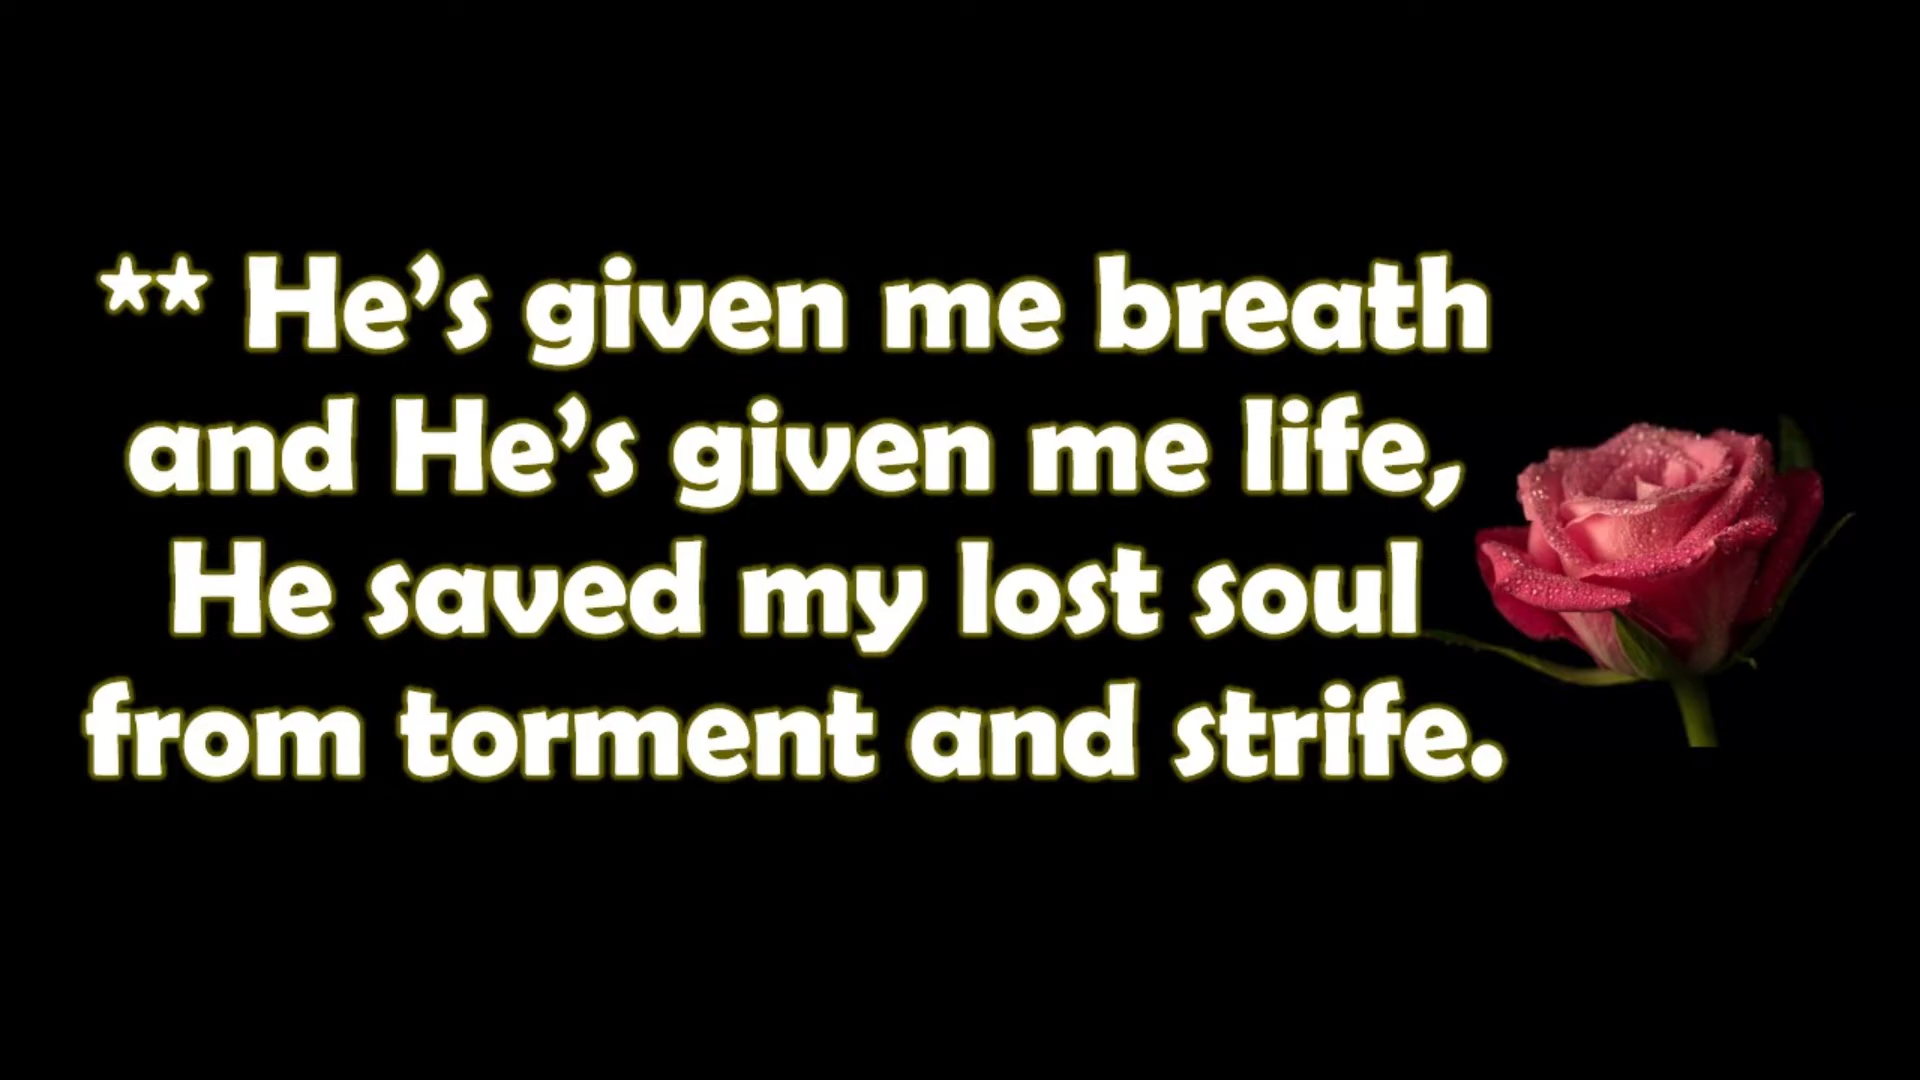 ** He’s given me breath
and He’s given me life,
He saved my lost soul
from torment and strife.